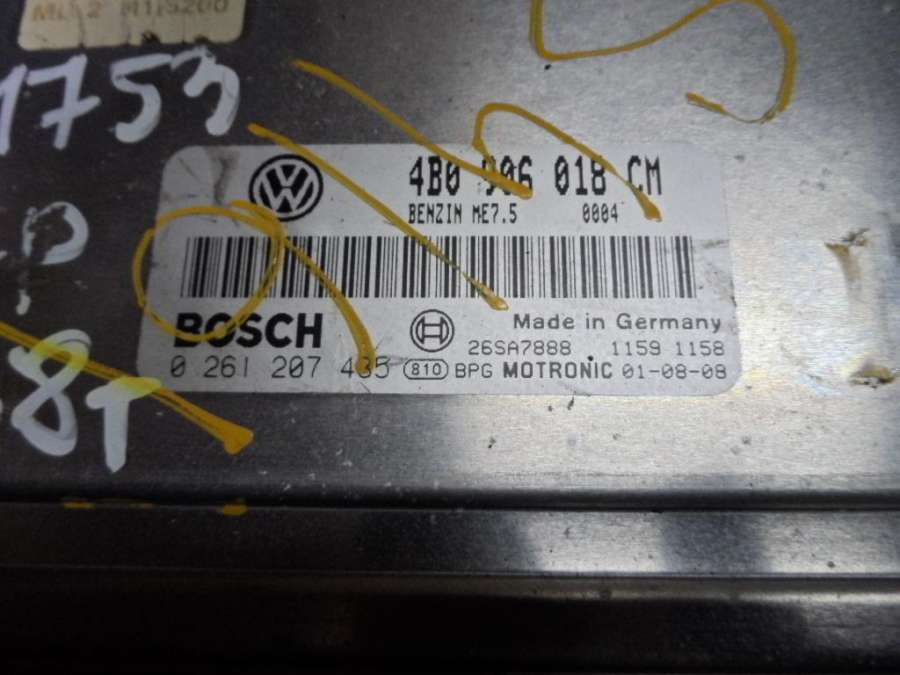 1753
4B0 906 018 CM
BENZIN ME7.5 0004
BOSCH
Made in Germany
26SA7888 1159 1158
0 261 207 435 810 BPG MOTRONIC 01-08-08
8T